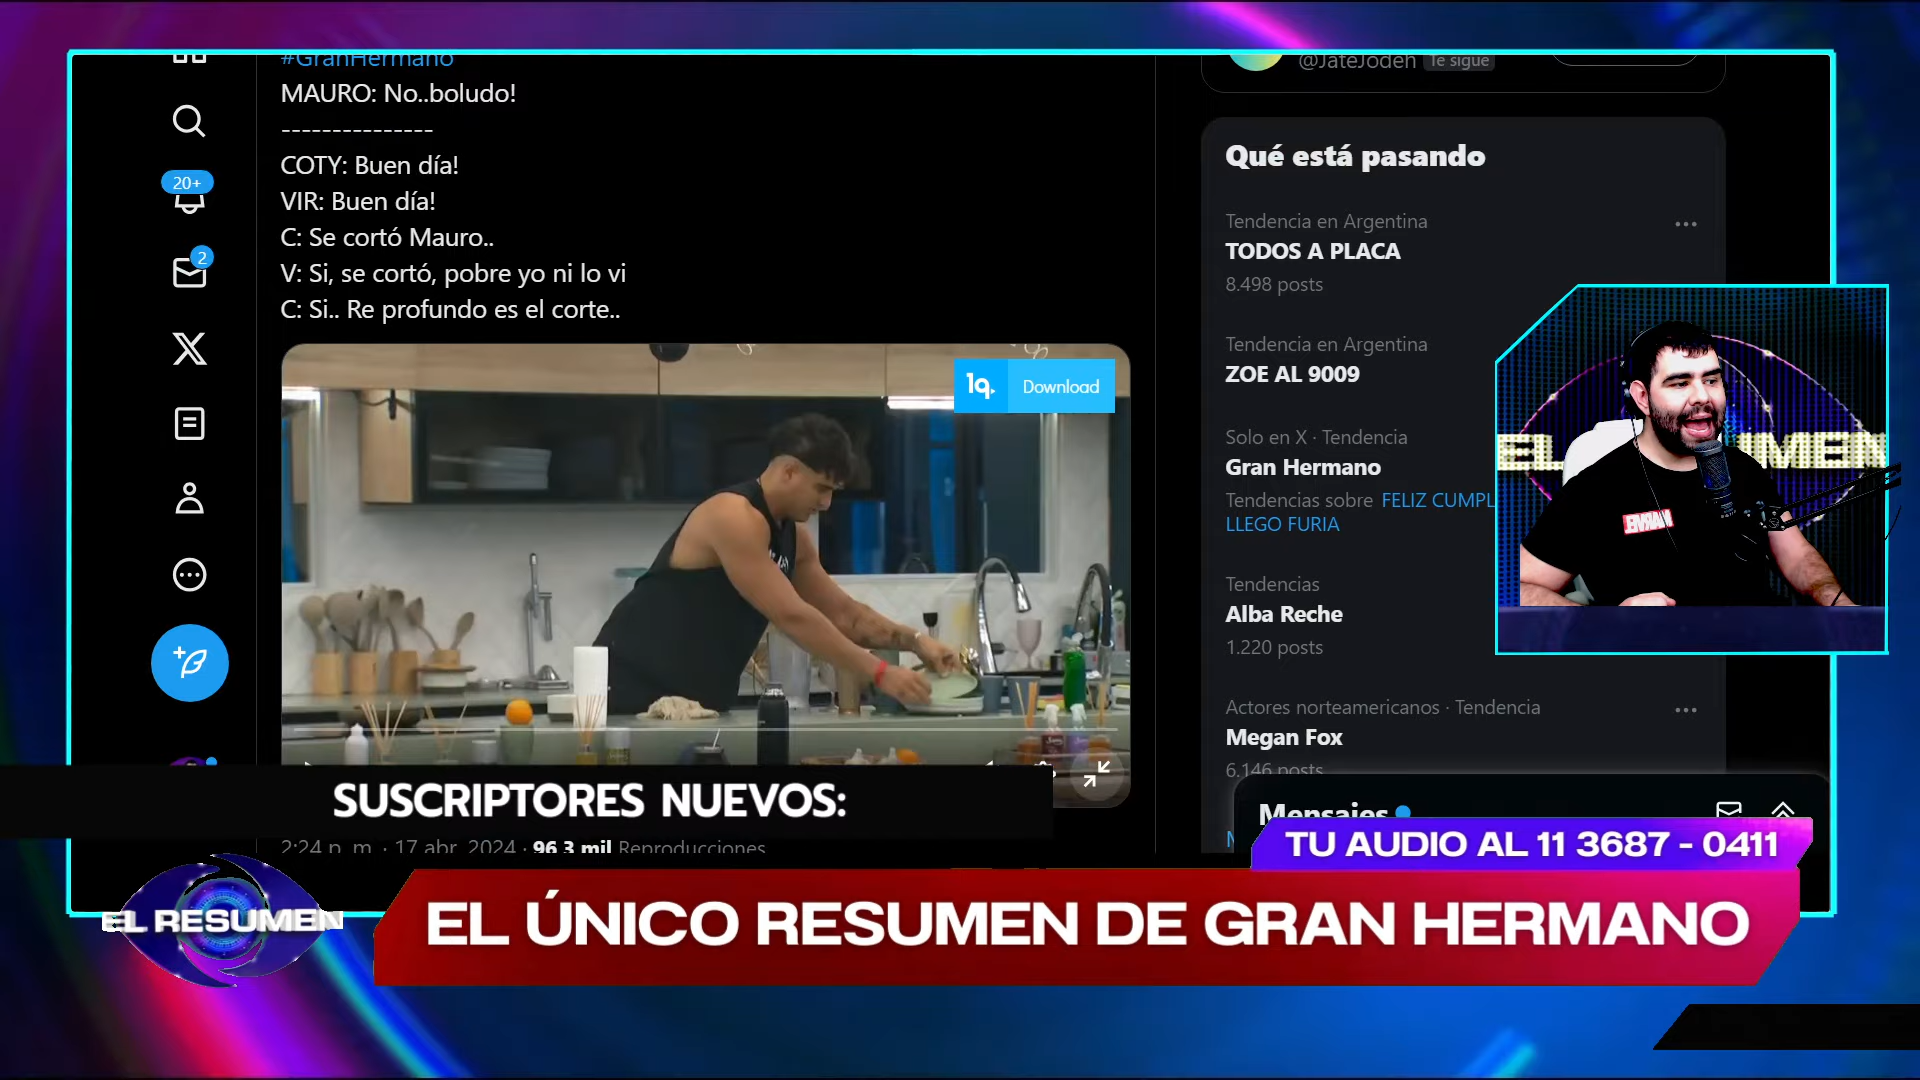 #GranHermano
MAURO: No..boludo!
---------------
COTY: Buen día!
VIR: Buen día!
C: Se cortó Mauro..
V: Si, se cortó, pobre yo ni lo vi
C: Si.. Re profundo es el corte..
20+
2
1q. Download
2:24 p. m. · 17 abr. 2024 · 96,3 mil Reproducciones
@JateJodeh Te sigue
Qué está pasando
Tendencia en Argentina
TODOS A PLACA
8.498 posts
Tendencia en Argentina
ZOE AL 9009
Solo en X · Tendencia
Gran Hermano
Tendencias sobre FELIZ CUMPL
LLEGO FURIA
Tendencias
Alba Reche
1.220 posts
Actores norteamericanos · Tendencia
Megan Fox
6.146 posts
Mensajes
SUSCRIPTORES NUEVOS:
TU AUDIO AL 11 3687 - 0411
EL RESUMEN
EL ÚNICO RESUMEN DE GRAN HERMANO